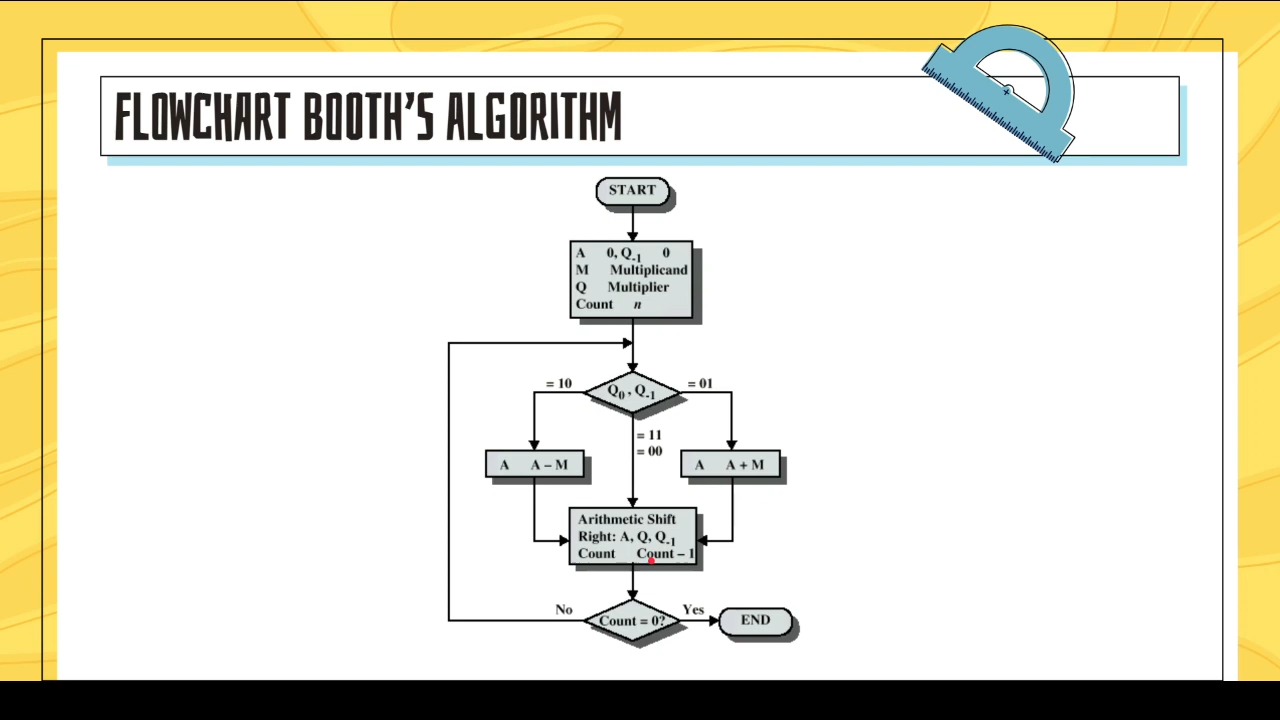 FLOWCHART BOOTH'S ALGORITHM
START
A 0, Q-1 0
M Multiplicand
Q Multiplier
Count n
= 10
Q0, Q-1
= 01
= 11
= 00
A A – M
A A + M
Arithmetic Shift
Right: A, Q, Q-1
Count Count – 1
No
Count = 0?
Yes
END